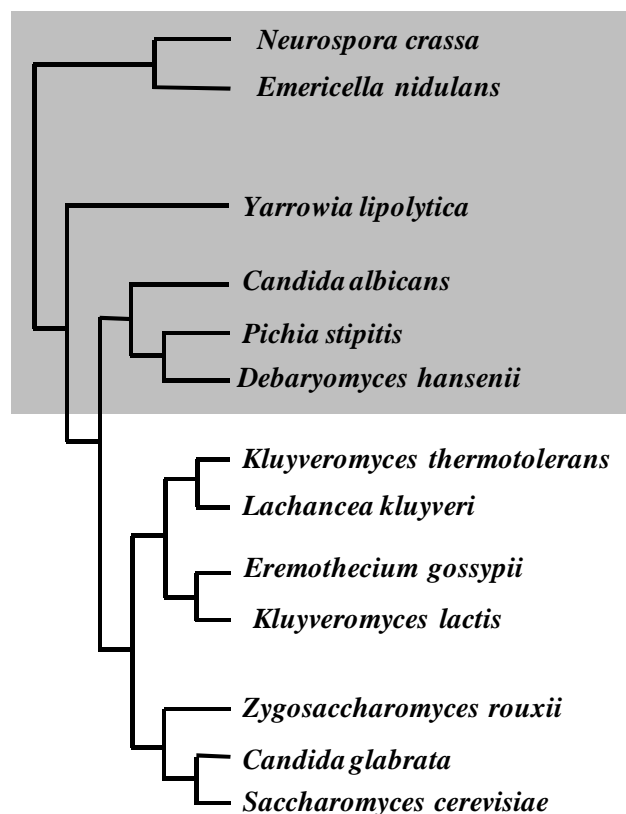 Neurospora crassa
Emericella nidulans
Yarrowia lipolytica
Candida albicans
Pichia stipitis
Debaryomyces hansenii
Kluyveromyces thermotolerans
Lachancea kluyveri
Eremothecium gossypii
Kluyveromyces lactis
Zygosaccharomyces rouxii
Candida glabrata
Saccharomyces cerevisiae